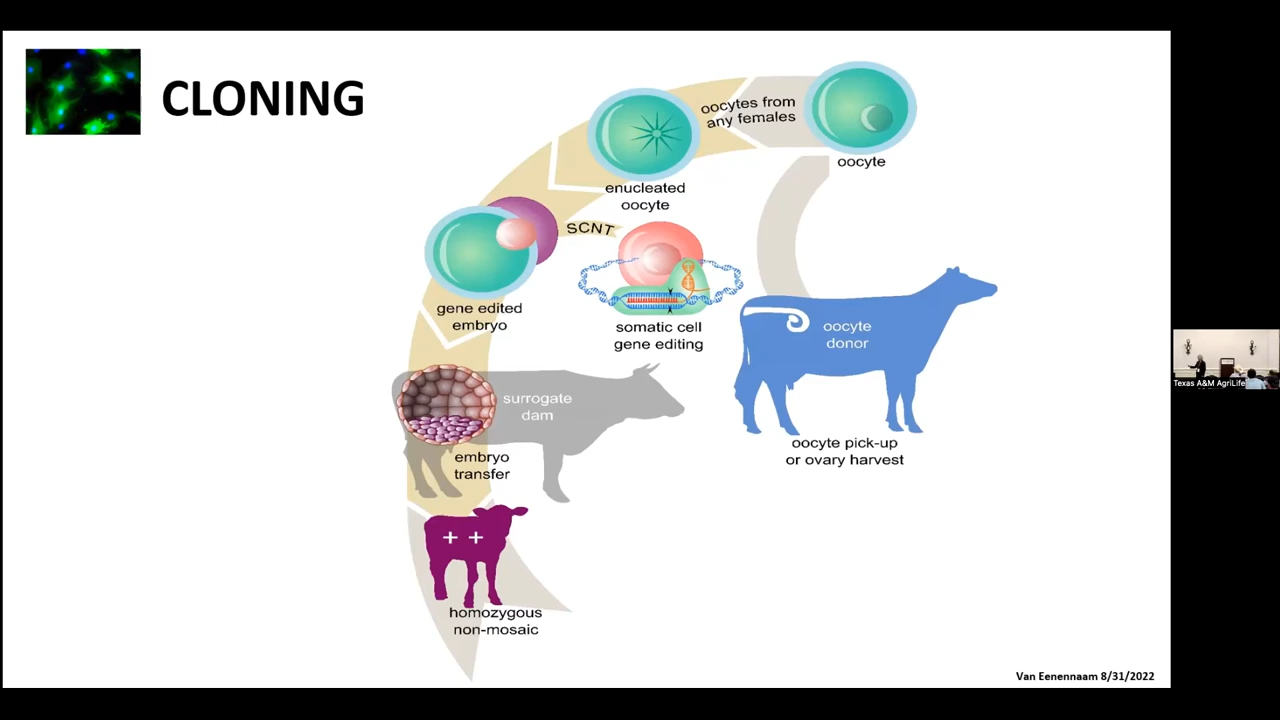 CLONING
oocytes from
any females
oocyte
enucleated
oocyte
SCNT
gene edited
embryo
somatic cell
gene editing
oocyte
donor
surrogate
dam
oocyte pick-up
or ovary harvest
embryo
transfer
+ +
homozygous
non-mosaic
Texas A&M AgriLife
Van Eenennaam 8/31/2022